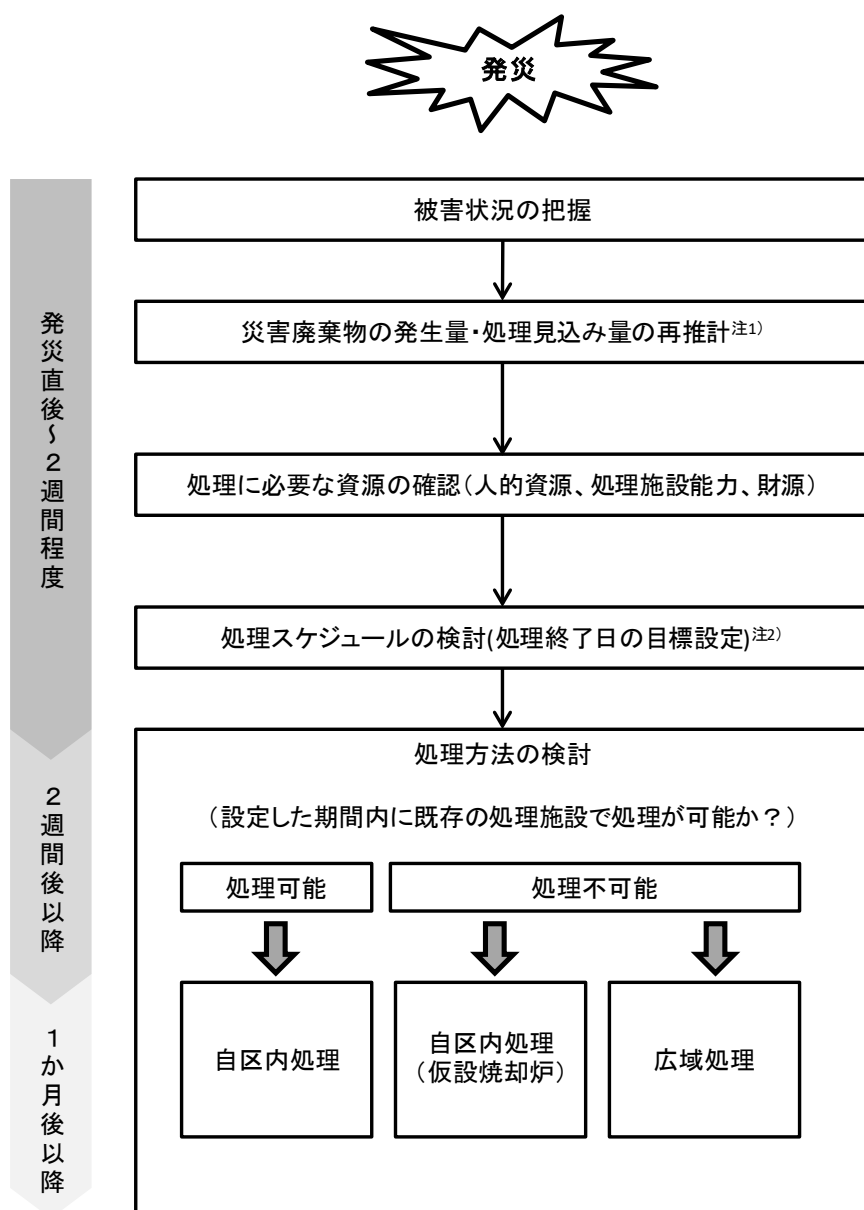 発災
発災直後~2週間程度
被害状況の把握
災害廃棄物の発生量・処理見込み量の再推計注1)
処理に必要な資源の確認(人的資源、処理施設能力、財源)
処理スケジュールの検討(処理終了日の目標設定)注2)
2週間後以降
処理方法の検討
(設定した期間内に既存の処理施設で処理が可能か?)
処理可能
処理不可能
1か月後以降
自区内処理
自区内処理
(仮設焼却炉)
広域処理